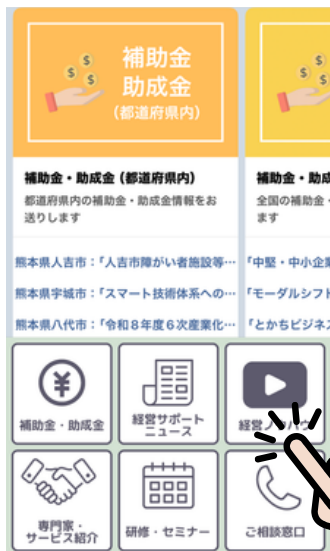 補助金
助成金
(都道府県内)
補助金・助成金(都道府県内)
都道府県内の補助金・助成金情報をお
送りします
熊本県人吉市:「人吉市障がい者施設等…
熊本県宇城市:「スマート技術体系への…
熊本県八代市:「令和8年度6次産業化…
補助金・助成
全国の補助金・
ます
「中堅・中小企業
「モーダルシフト
「とかちビジネス
補助金・助成金
経営サポート
ニュース
経営ノウハウ
専門家・
サービス紹介
研修・セミナー
ご相談窓口